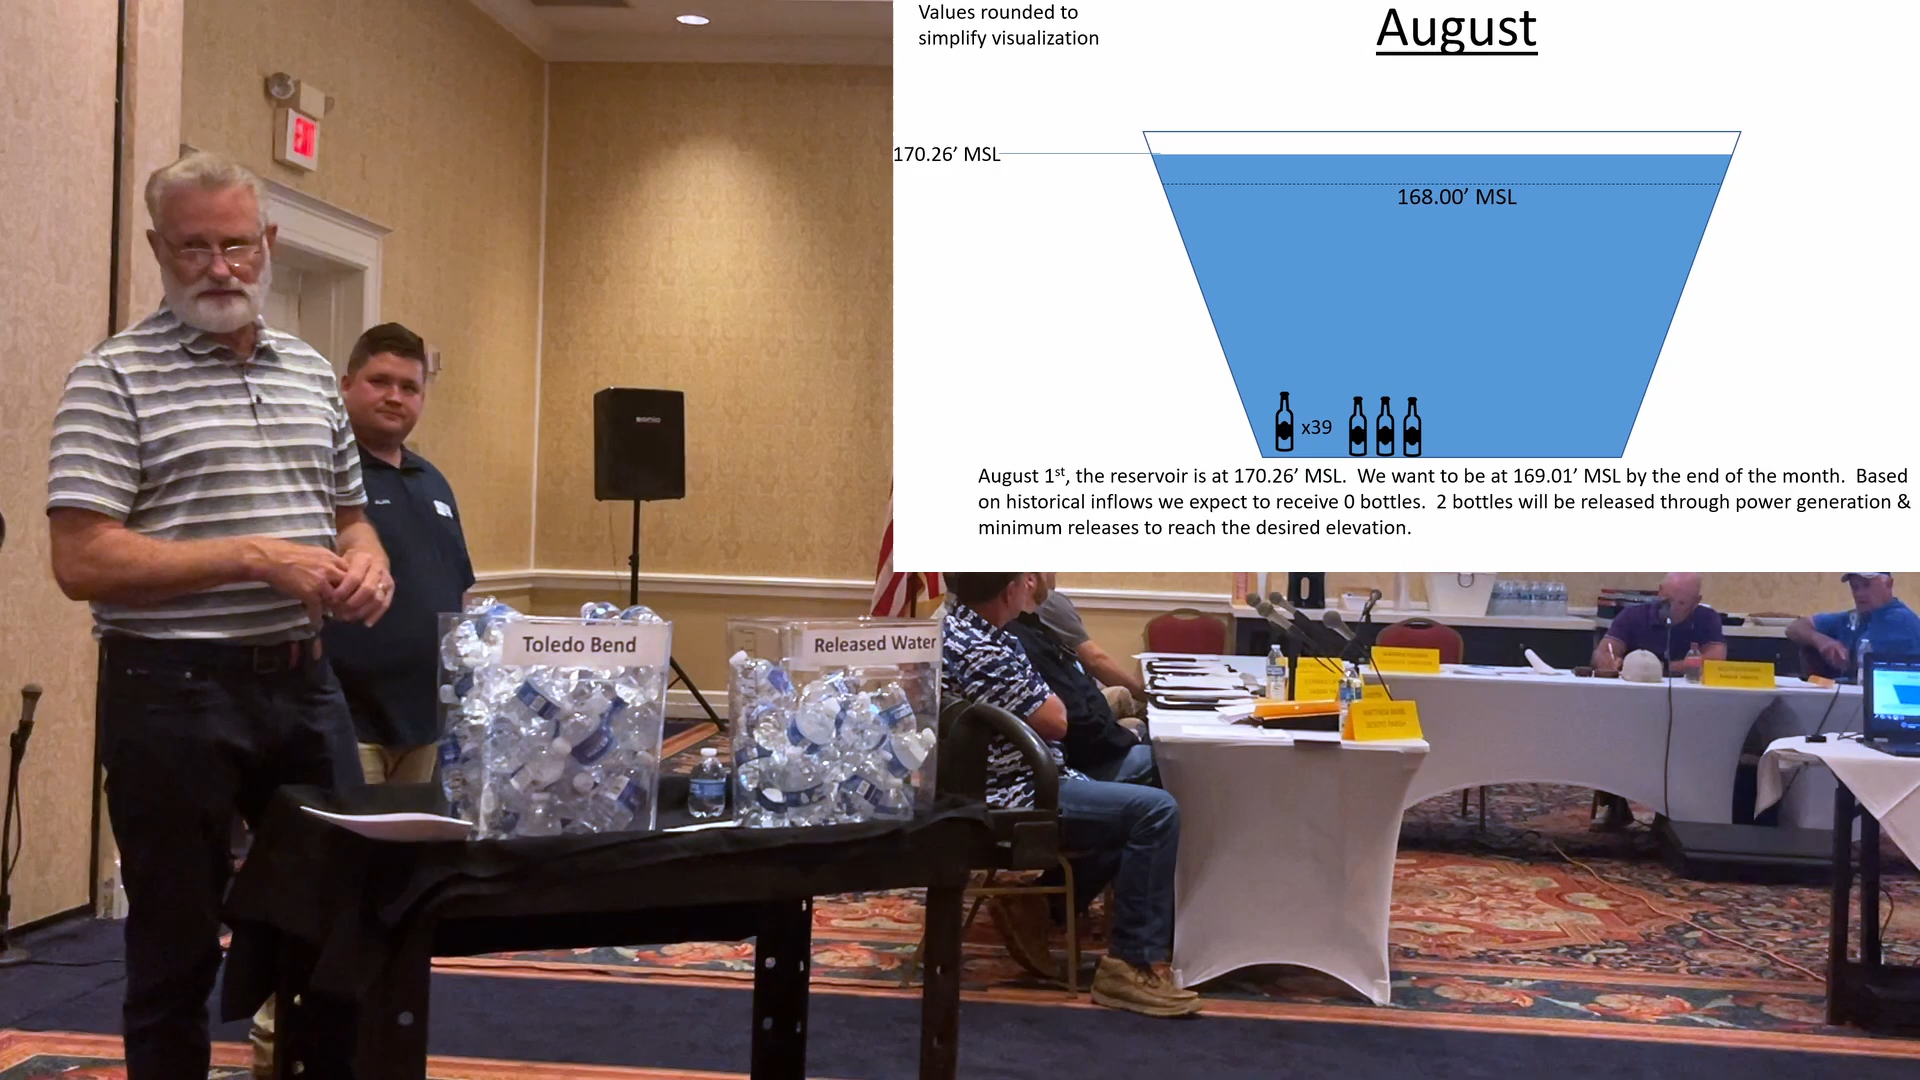 Values rounded to
simplify visualization
August
170.26’ MSL
168.00’ MSL
x39
August 1st, the reservoir is at 170.26’ MSL. We want to be at 169.01’ MSL by the end of the month. Based
on historical inflows we expect to receive 0 bottles. 2 bottles will be released through power generation &
minimum releases to reach the desired elevation.
Toledo Bend
Released Water